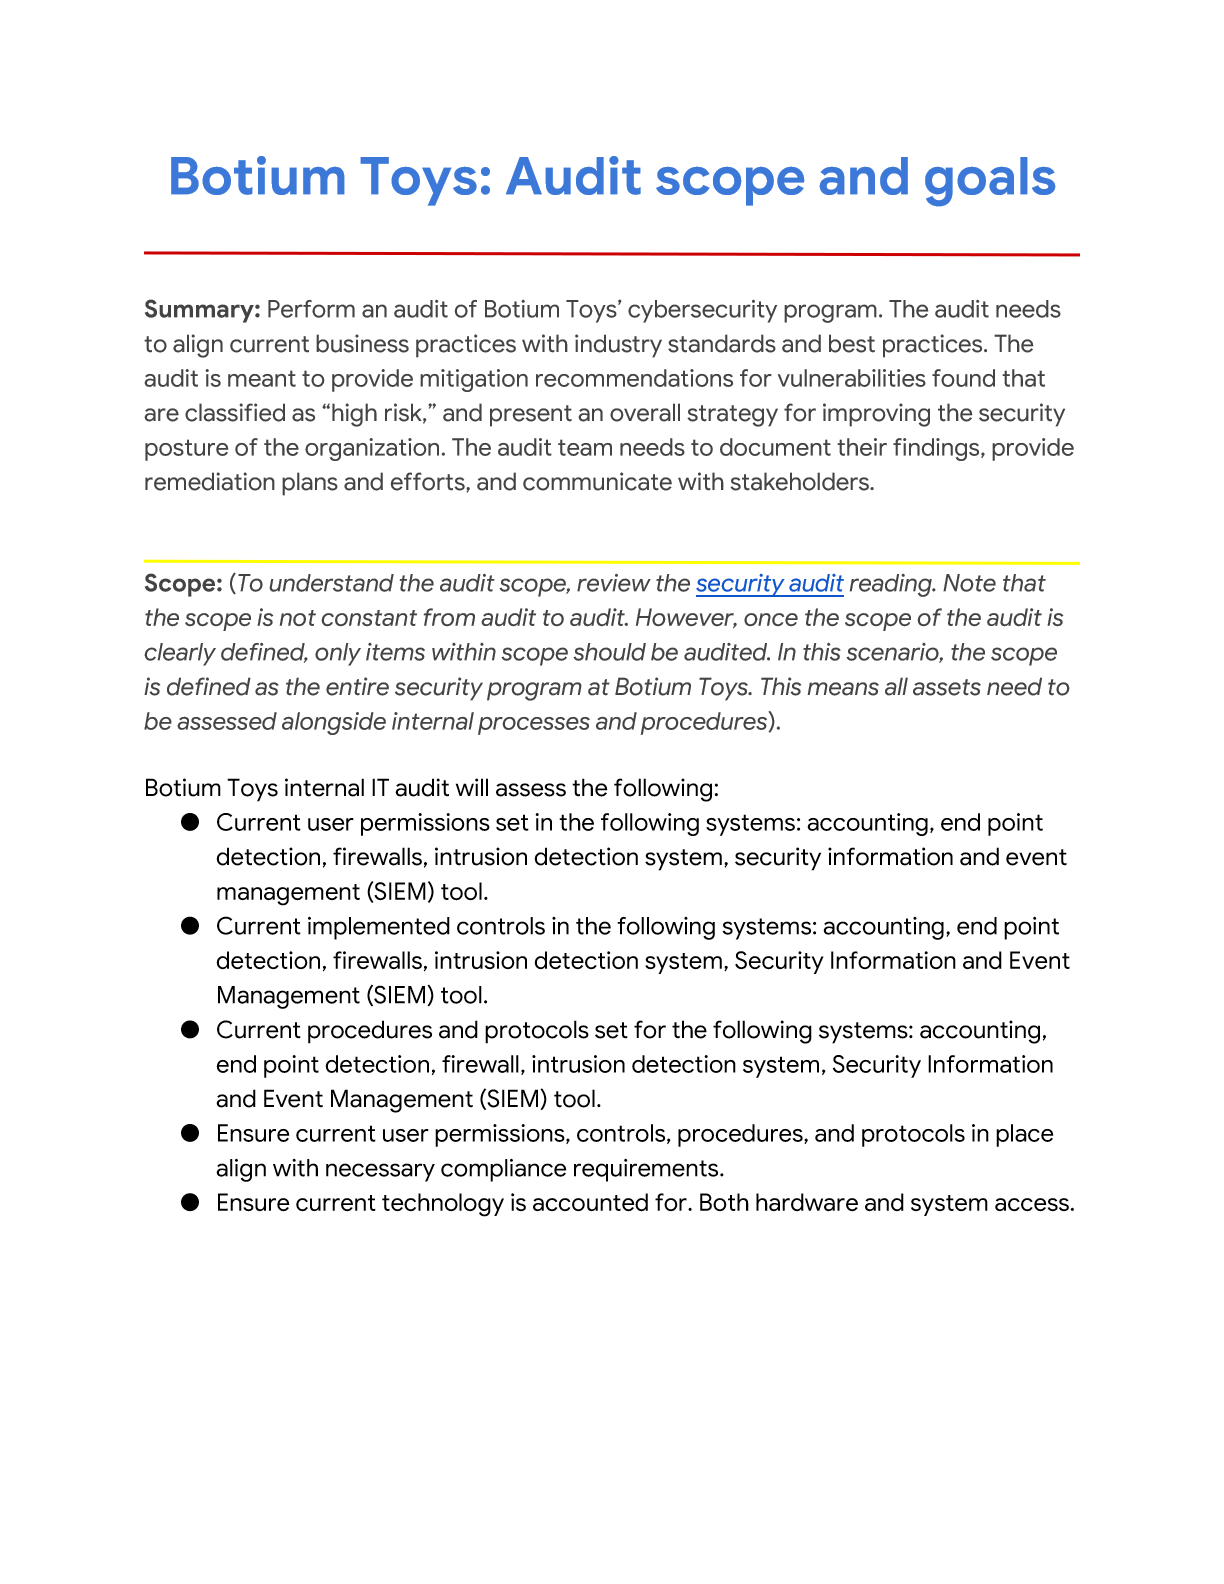 Botium Toys: Audit scope and goals
Summary: Perform an audit of Botium Toys’ cybersecurity program. The audit needs
to align current business practices with industry standards and best practices. The
audit is meant to provide mitigation recommendations for vulnerabilities found that
are classified as “high risk,” and present an overall strategy for improving the security
posture of the organization. The audit team needs to document their findings, provide
remediation plans and efforts, and communicate with stakeholders.
Scope: (To understand the audit scope, review the security audit reading. Note that
the scope is not constant from audit to audit. However, once the scope of the audit is
clearly defined, only items within scope should be audited. In this scenario, the scope
is defined as the entire security program at Botium Toys. This means all assets need to
be assessed alongside internal processes and procedures).
Botium Toys internal IT audit will assess the following:
● Current user permissions set in the following systems: accounting, end point
detection, firewalls, intrusion detection system, security information and event
management (SIEM) tool.
● Current implemented controls in the following systems: accounting, end point
detection, firewalls, intrusion detection system, Security Information and Event
Management (SIEM) tool.
● Current procedures and protocols set for the following systems: accounting,
end point detection, firewall, intrusion detection system, Security Information
and Event Management (SIEM) tool.
● Ensure current user permissions, controls, procedures, and protocols in place
align with necessary compliance requirements.
● Ensure current technology is accounted for. Both hardware and system access.